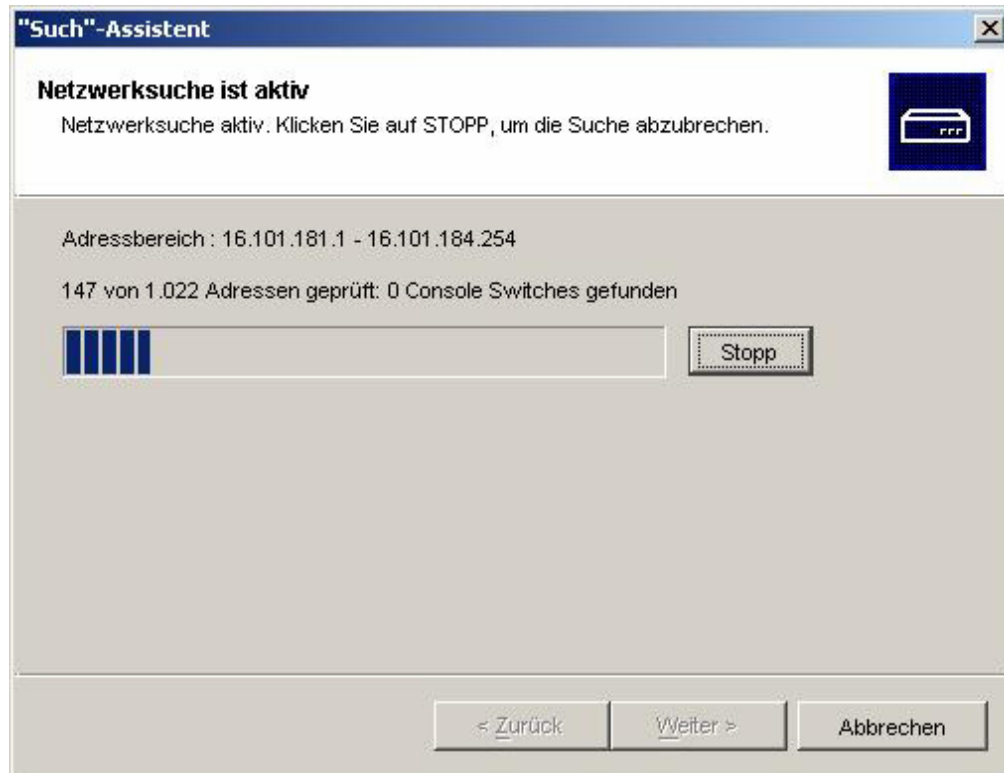 "Such"-Assistent
Netzwerksuche ist aktiv
Netzwerksuche aktiv. Klicken Sie auf STOPP, um die Suche abzubrechen.
Adressbereich : 16.101.181.1 - 16.101.184.254
147 von 1.022 Adressen geprüft: 0 Console Switches gefunden
Stopp
< Zurück
Weiter >
Abbrechen